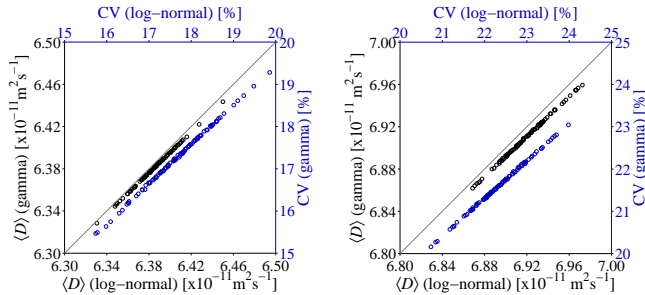 CV (log−normal) [%]
15 16 17 18 19 20
6.50
6.46
6.42
6.38
6.34
6.30
⟨D⟩ (gamma) [x10⁻¹¹ m²s⁻¹]
20
19
18
17
16
15
CV (gamma) [%]
6.30 6.34 6.38 6.42 6.46 6.50
⟨D⟩ (log−normal) [x10⁻¹¹ m²s⁻¹]
CV (log−normal) [%]
20 21 22 23 24 25
7.00
6.96
6.92
6.88
6.84
6.80
⟨D⟩ (gamma) [x10⁻¹¹ m²s⁻¹]
25
24
23
22
21
20
CV (gamma) [%]
6.80 6.84 6.88 6.92 6.96 7.00
⟨D⟩ (log−normal) [x10⁻¹¹ m²s⁻¹]